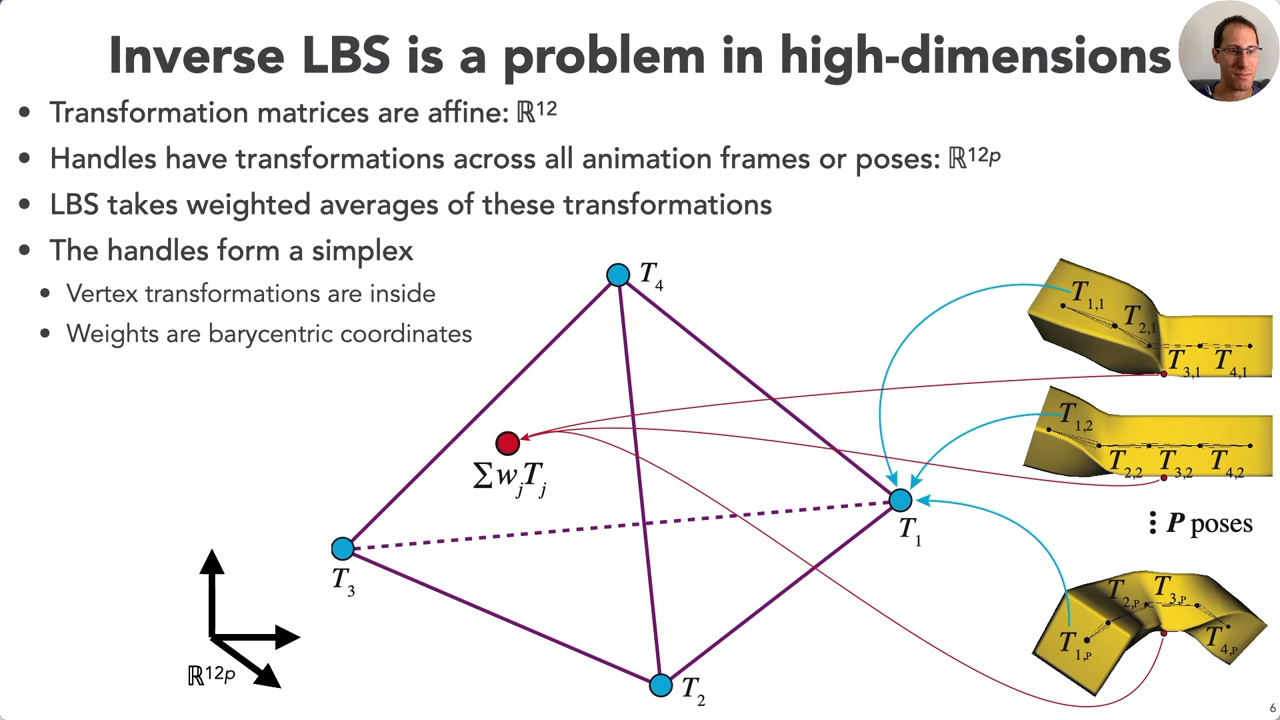 Inverse LBS is a problem in high-dimensions
• Transformation matrices are affine: ℝ¹²
• Handles have transformations across all animation frames or poses: ℝ¹²ᵖ
• LBS takes weighted averages of these transformations
• The handles form a simplex
• Vertex transformations are inside
• Weights are barycentric coordinates
T₄
∑wⱼTⱼ
T₁
T₃
T₂
ℝ¹²ᵖ
T₁,₁
T₂,₁
T₃,₁ T₄,₁
T₁,₂
T₂,₂ T₃,₂ T₄,₂
⋮ P poses
T₂,P T₃,P
T₁,P T₄,P
6